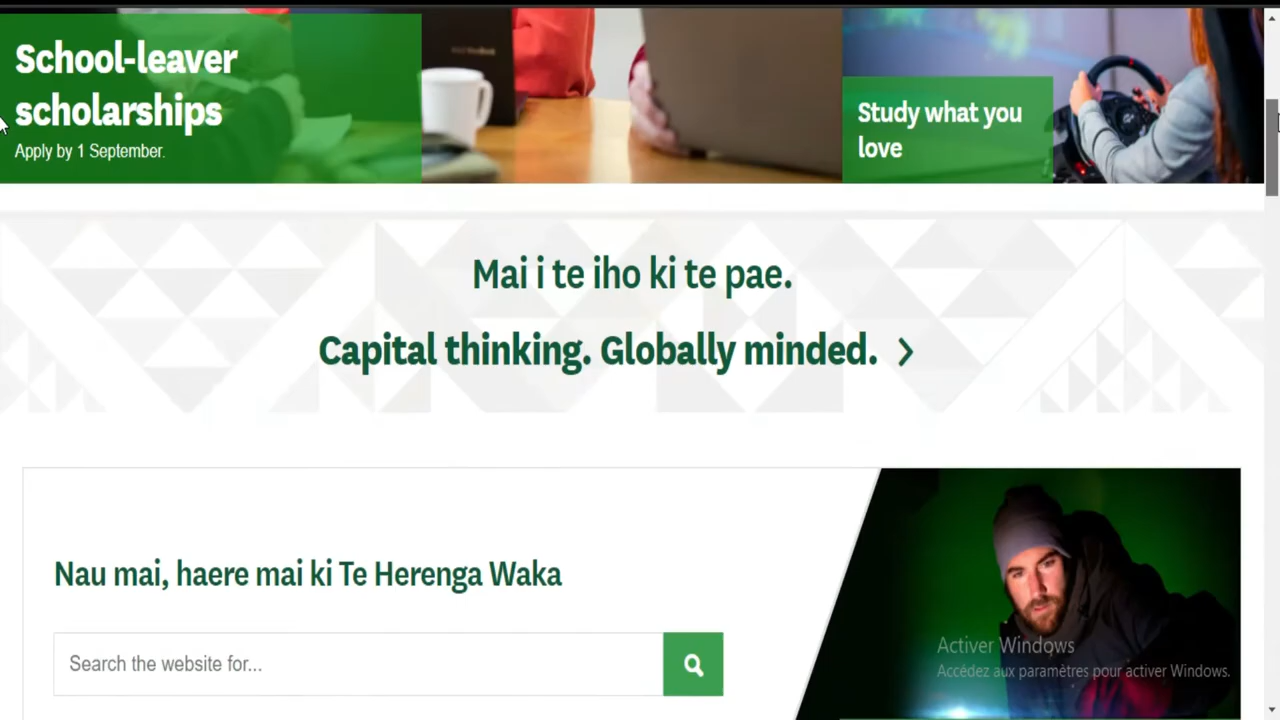 School-leaver
scholarships
Apply by 1 September.
Study what you
love
Mai i te iho ki te pae.
Capital thinking. Globally minded.
Nau mai, haere mai ki Te Herenga Waka
Search the website for...
Activer Windows
Accédez aux paramètres pour activer Windows.